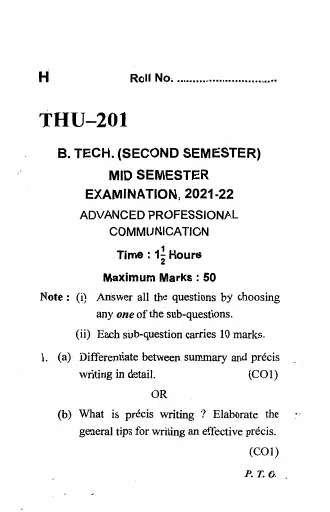 H Roll No. ..............................
THU–201
B. TECH. (SECOND SEMESTER)
MID SEMESTER
EXAMINATION, 2021-22
ADVANCED PROFESSIONAL
COMMUNICATION
Time : 1½ Hours
Maximum Marks : 50
Note : (i) Answer all the questions by choosing
any one of the sub-questions.
(ii) Each sub-question carries 10 marks.
1. (a) Differentiate between summary and précis
writing in detail. (CO1)
OR
(b) What is précis writing ? Elaborate the
general tips for writing an effective précis.
(CO1)
P. T. O.